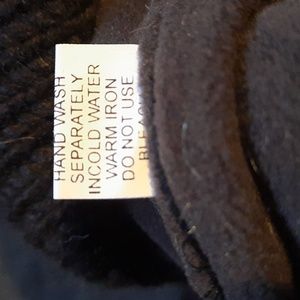 HAND WASH
SEPARATELY
INCOLD WATER
WARM IRON
DO NOT USE